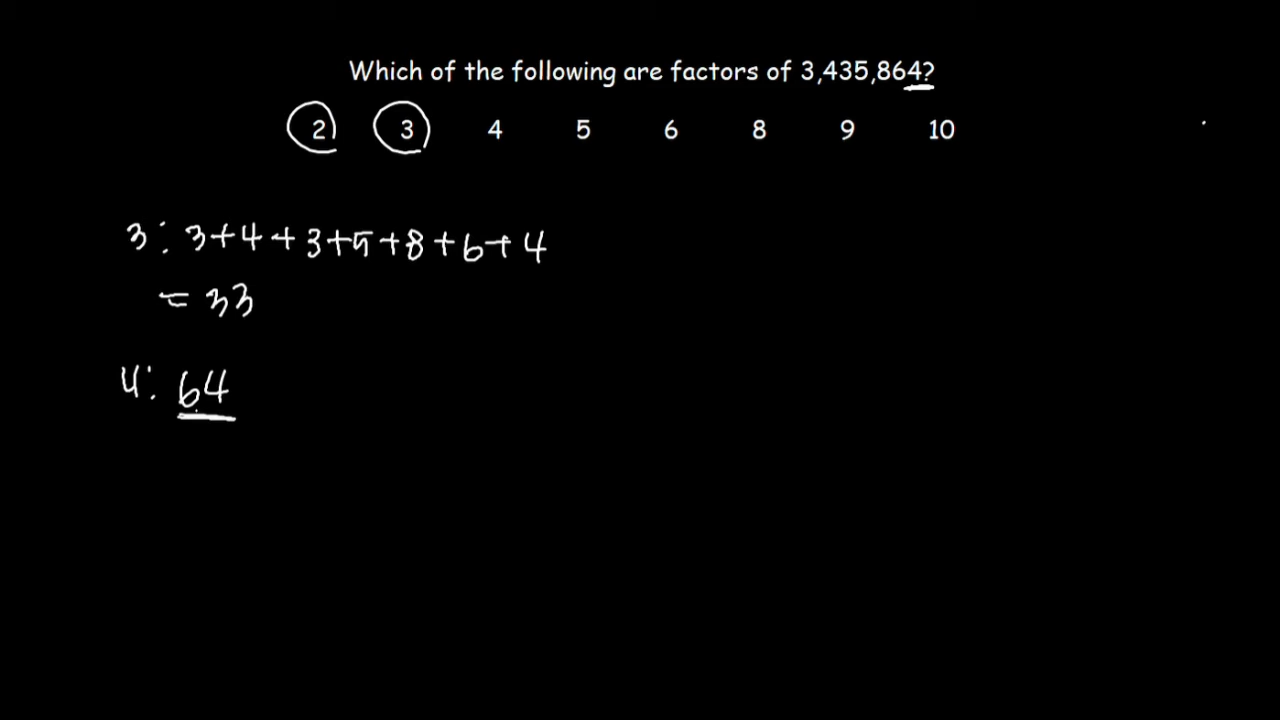 Which of the following are factors of 3,435,864?
2 3 4 5 6 8 9 10
3: 3+4+3+5+8+6+4
= 33
4: 64